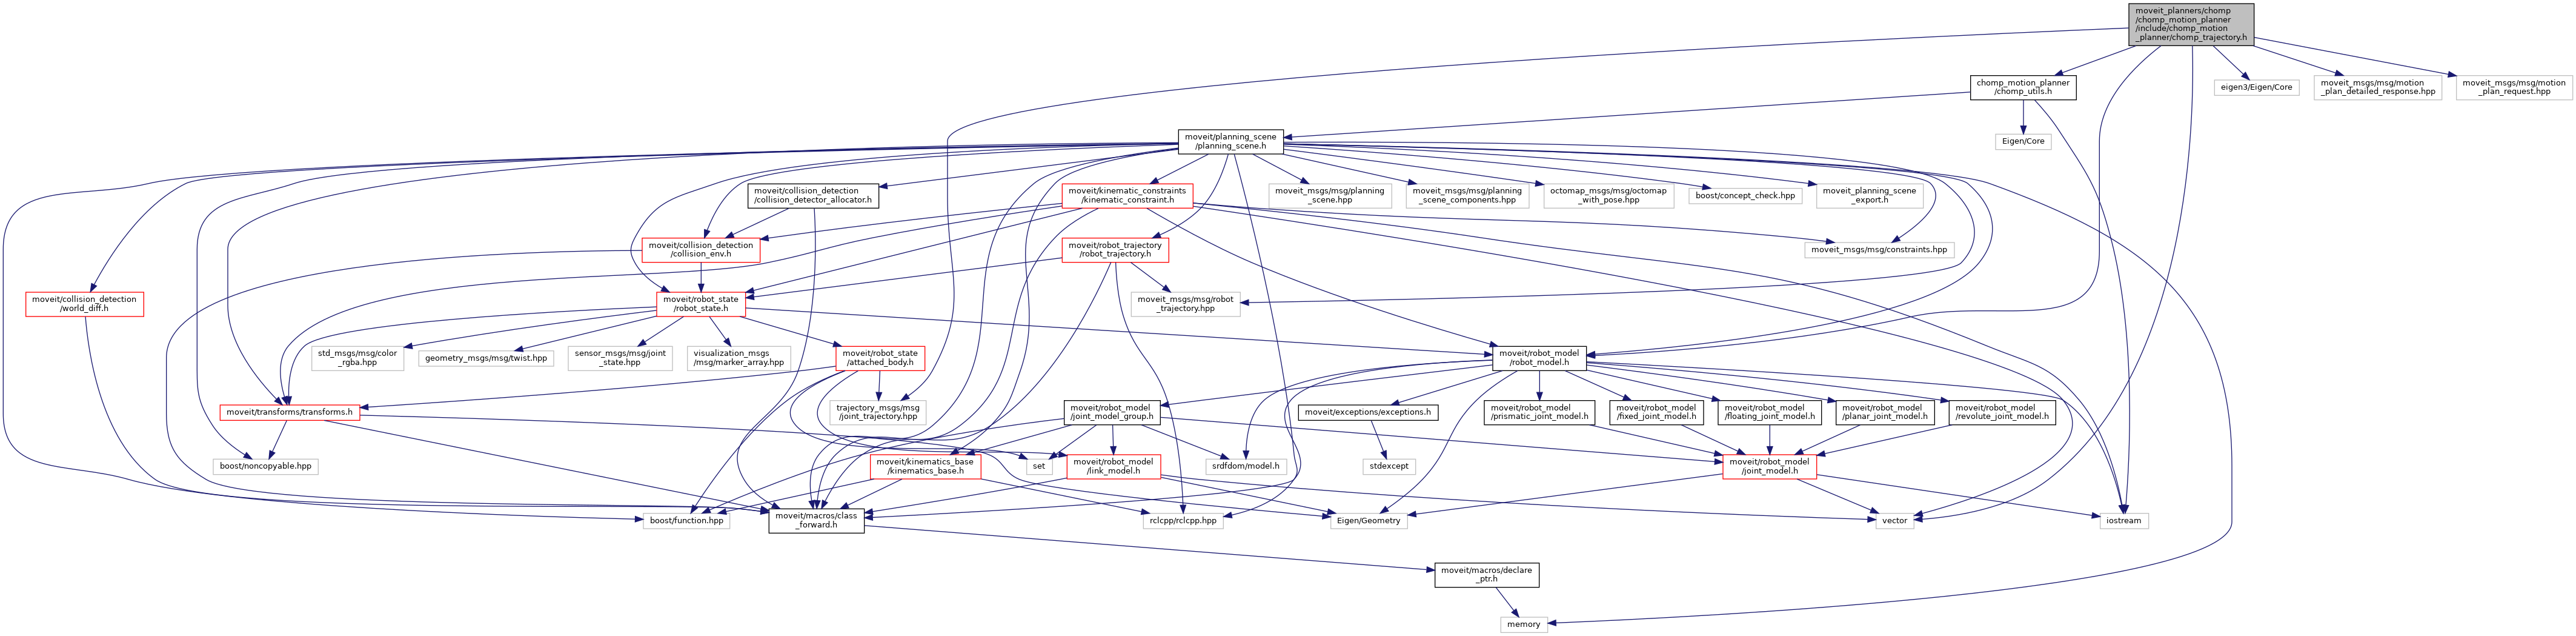 moveit_planners/chomp
/chomp_motion_planner
/include/chomp_motion
_planner/chomp_trajectory.h
chomp_motion_planner
/chomp_utils.h
eigen3/Eigen/Core
moveit_msgs/msg/motion
_plan_detailed_response.hpp
moveit_msgs/msg/motion
_plan_request.hpp
moveit/planning_scene
/planning_scene.h
Eigen/Core
moveit/collision_detection
/collision_detector_allocator.h
moveit/kinematic_constraints
/kinematic_constraint.h
moveit_msgs/msg/planning
_scene.hpp
moveit_msgs/msg/planning
_scene_components.hpp
octomap_msgs/msg/octomap
_with_pose.hpp
boost/concept_check.hpp
moveit_planning_scene
_export.h
moveit/collision_detection
/collision_env.h
moveit/robot_trajectory
/robot_trajectory.h
moveit_msgs/msg/constraints.hpp
moveit/collision_detection
/world_diff.h
moveit/robot_state
/robot_state.h
moveit_msgs/msg/robot
_trajectory.hpp
std_msgs/msg/color
_rgba.hpp
geometry_msgs/msg/twist.hpp
sensor_msgs/msg/joint
_state.hpp
visualization_msgs
/msg/marker_array.hpp
moveit/robot_state
/attached_body.h
moveit/robot_model
/robot_model.h
moveit/transforms/transforms.h
trajectory_msgs/msg
/joint_trajectory.hpp
moveit/robot_model
/joint_model_group.h
moveit/exceptions/exceptions.h
moveit/robot_model
/prismatic_joint_model.h
moveit/robot_model
/fixed_joint_model.h
moveit/robot_model
/floating_joint_model.h
moveit/robot_model
/planar_joint_model.h
moveit/robot_model
/revolute_joint_model.h
boost/noncopyable.hpp
moveit/kinematics_base
/kinematics_base.h
set
moveit/robot_model
/link_model.h
srdfdom/model.h
stdexcept
moveit/robot_model
/joint_model.h
boost/function.hpp
moveit/macros/class
_forward.h
rclcpp/rclcpp.hpp
Eigen/Geometry
vector
iostream
moveit/macros/declare
_ptr.h
memory